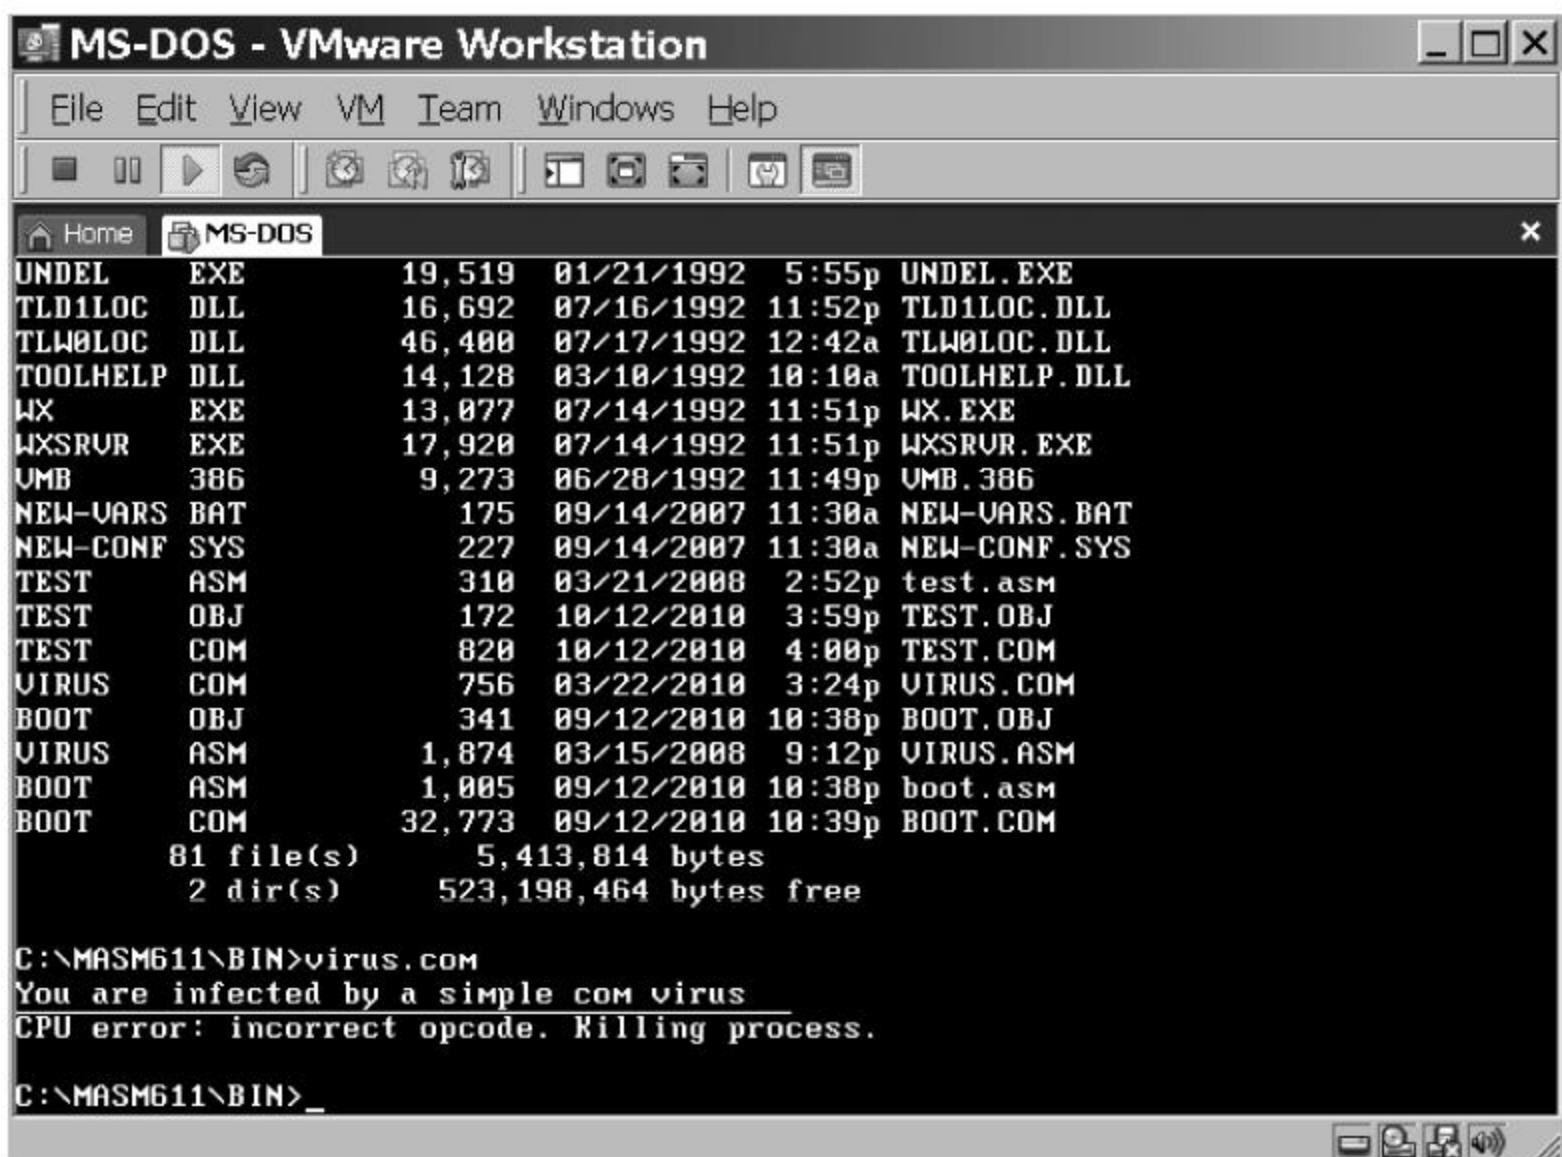 MS-DOS - VMware Workstation
File Edit View VM Team Windows Help
Home MS-DOS
UNDEL EXE 19,519 01/21/1992 5:55p UNDEL.EXE
TLD1LOC DLL 16,692 07/16/1992 11:52p TLD1LOC.DLL
TLW0LOC DLL 46,400 07/17/1992 12:42a TLW0LOC.DLL
TOOLHELP DLL 14,128 03/10/1992 10:10a TOOLHELP.DLL
WX EXE 13,077 07/14/1992 11:51p WX.EXE
WXSRVR EXE 17,920 07/14/1992 11:51p WXSRVR.EXE
VMB 386 9,273 06/28/1992 11:49p VMB.386
NEW-VARS BAT 175 09/14/2007 11:30a NEW-VARS.BAT
NEW-CONF SYS 227 09/14/2007 11:30a NEW-CONF.SYS
TEST ASM 310 03/21/2008 2:52p test.asm
TEST OBJ 172 10/12/2010 3:59p TEST.OBJ
TEST COM 820 10/12/2010 4:00p TEST.COM
VIRUS COM 756 03/22/2010 3:24p VIRUS.COM
BOOT OBJ 341 09/12/2010 10:38p BOOT.OBJ
VIRUS ASM 1,874 03/15/2008 9:12p VIRUS.ASM
BOOT ASM 1,005 09/12/2010 10:38p boot.asm
BOOT COM 32,773 09/12/2010 10:39p BOOT.COM
81 file(s) 5,413,814 bytes
2 dir(s) 523,198,464 bytes free
C:\MASM611\BIN>virus.com
You are infected by a simple com virus
CPU error: incorrect opcode. Killing process.
C:\MASM611\BIN>_